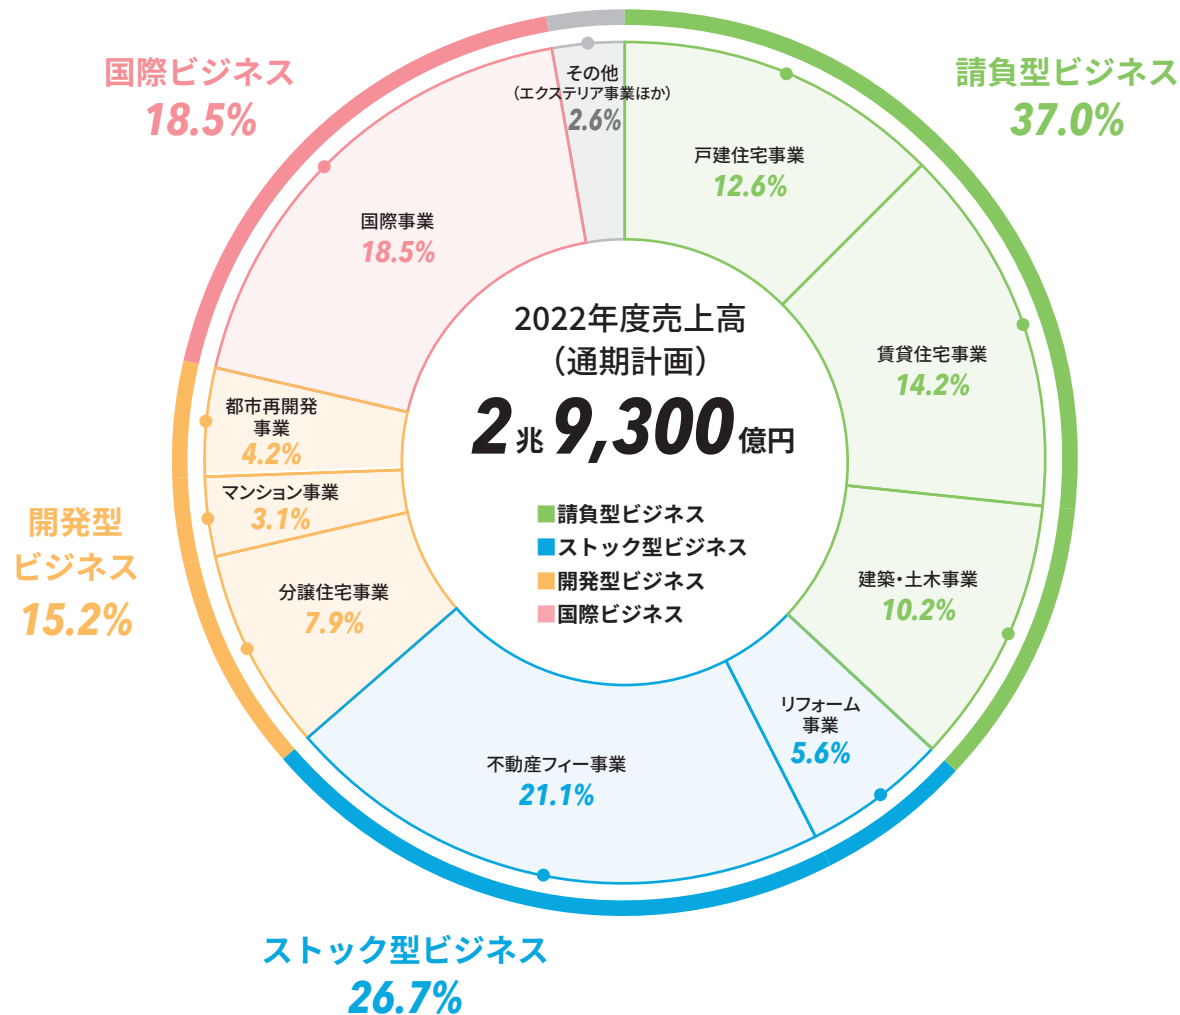 国際ビジネス
18.5%
請負型ビジネス
37.0%
その他
（エクステリア事業ほか）
2.6%
戸建住宅事業
12.6%
国際事業
18.5%
賃貸住宅事業
14.2%
都市再開発
事業
4.2%
マンション事業
3.1%
開発型
ビジネス
15.2%
分譲住宅事業
7.9%
2022年度売上高
（通期計画）
2兆9,300億円
請負型ビジネス
ストック型ビジネス
開発型ビジネス
国際ビジネス
建築・土木事業
10.2%
リフォーム
事業
5.6%
不動産フィー事業
21.1%
ストック型ビジネス
26.7%